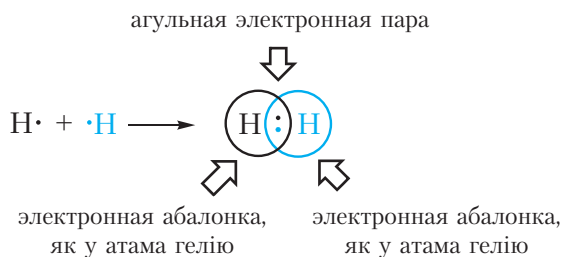 агульная электронная пара
H· + ·H ⟶ H : H
электронная абалонка,
як у атама гелію
электронная абалонка,
як у атама гелію